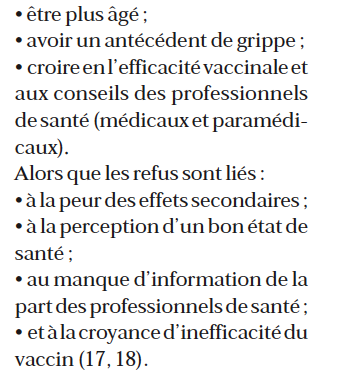 • être plus âgé ;
• avoir un antécédent de grippe ;
• croire en l’efficacité vaccinale et
aux conseils des professionnels
de santé (médicaux et paramédi-
caux).
Alors que les refus sont liés :
• à la peur des effets secondaires ;
• à la perception d’un bon état de
santé ;
• au manque d’information de la
part des professionnels de santé ;
• et à la croyance d’inefficacité du
vaccin (17, 18).